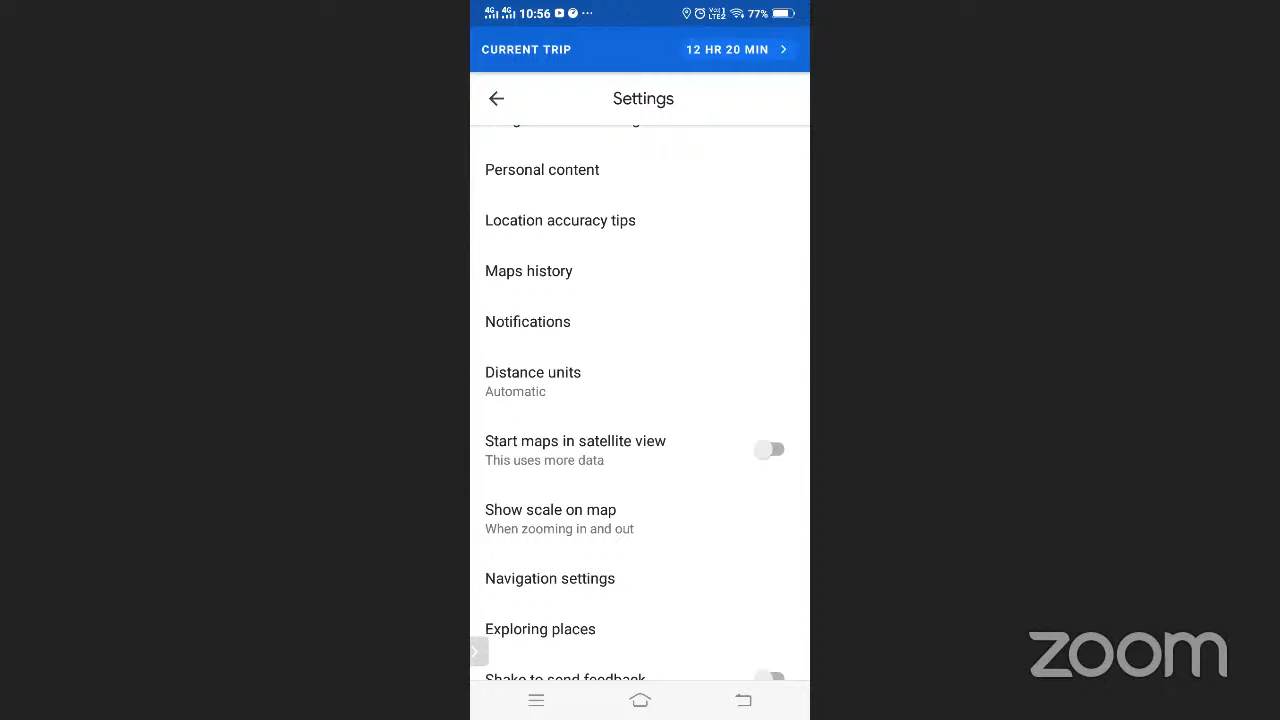 4G 4G 10:56 77%
CURRENT TRIP 12 HR 20 MIN
Settings
Personal content
Location accuracy tips
Maps history
Notifications
Distance units
Automatic
Start maps in satellite view
This uses more data
Show scale on map
When zooming in and out
Navigation settings
Exploring places
Shake to send feedback
zoom